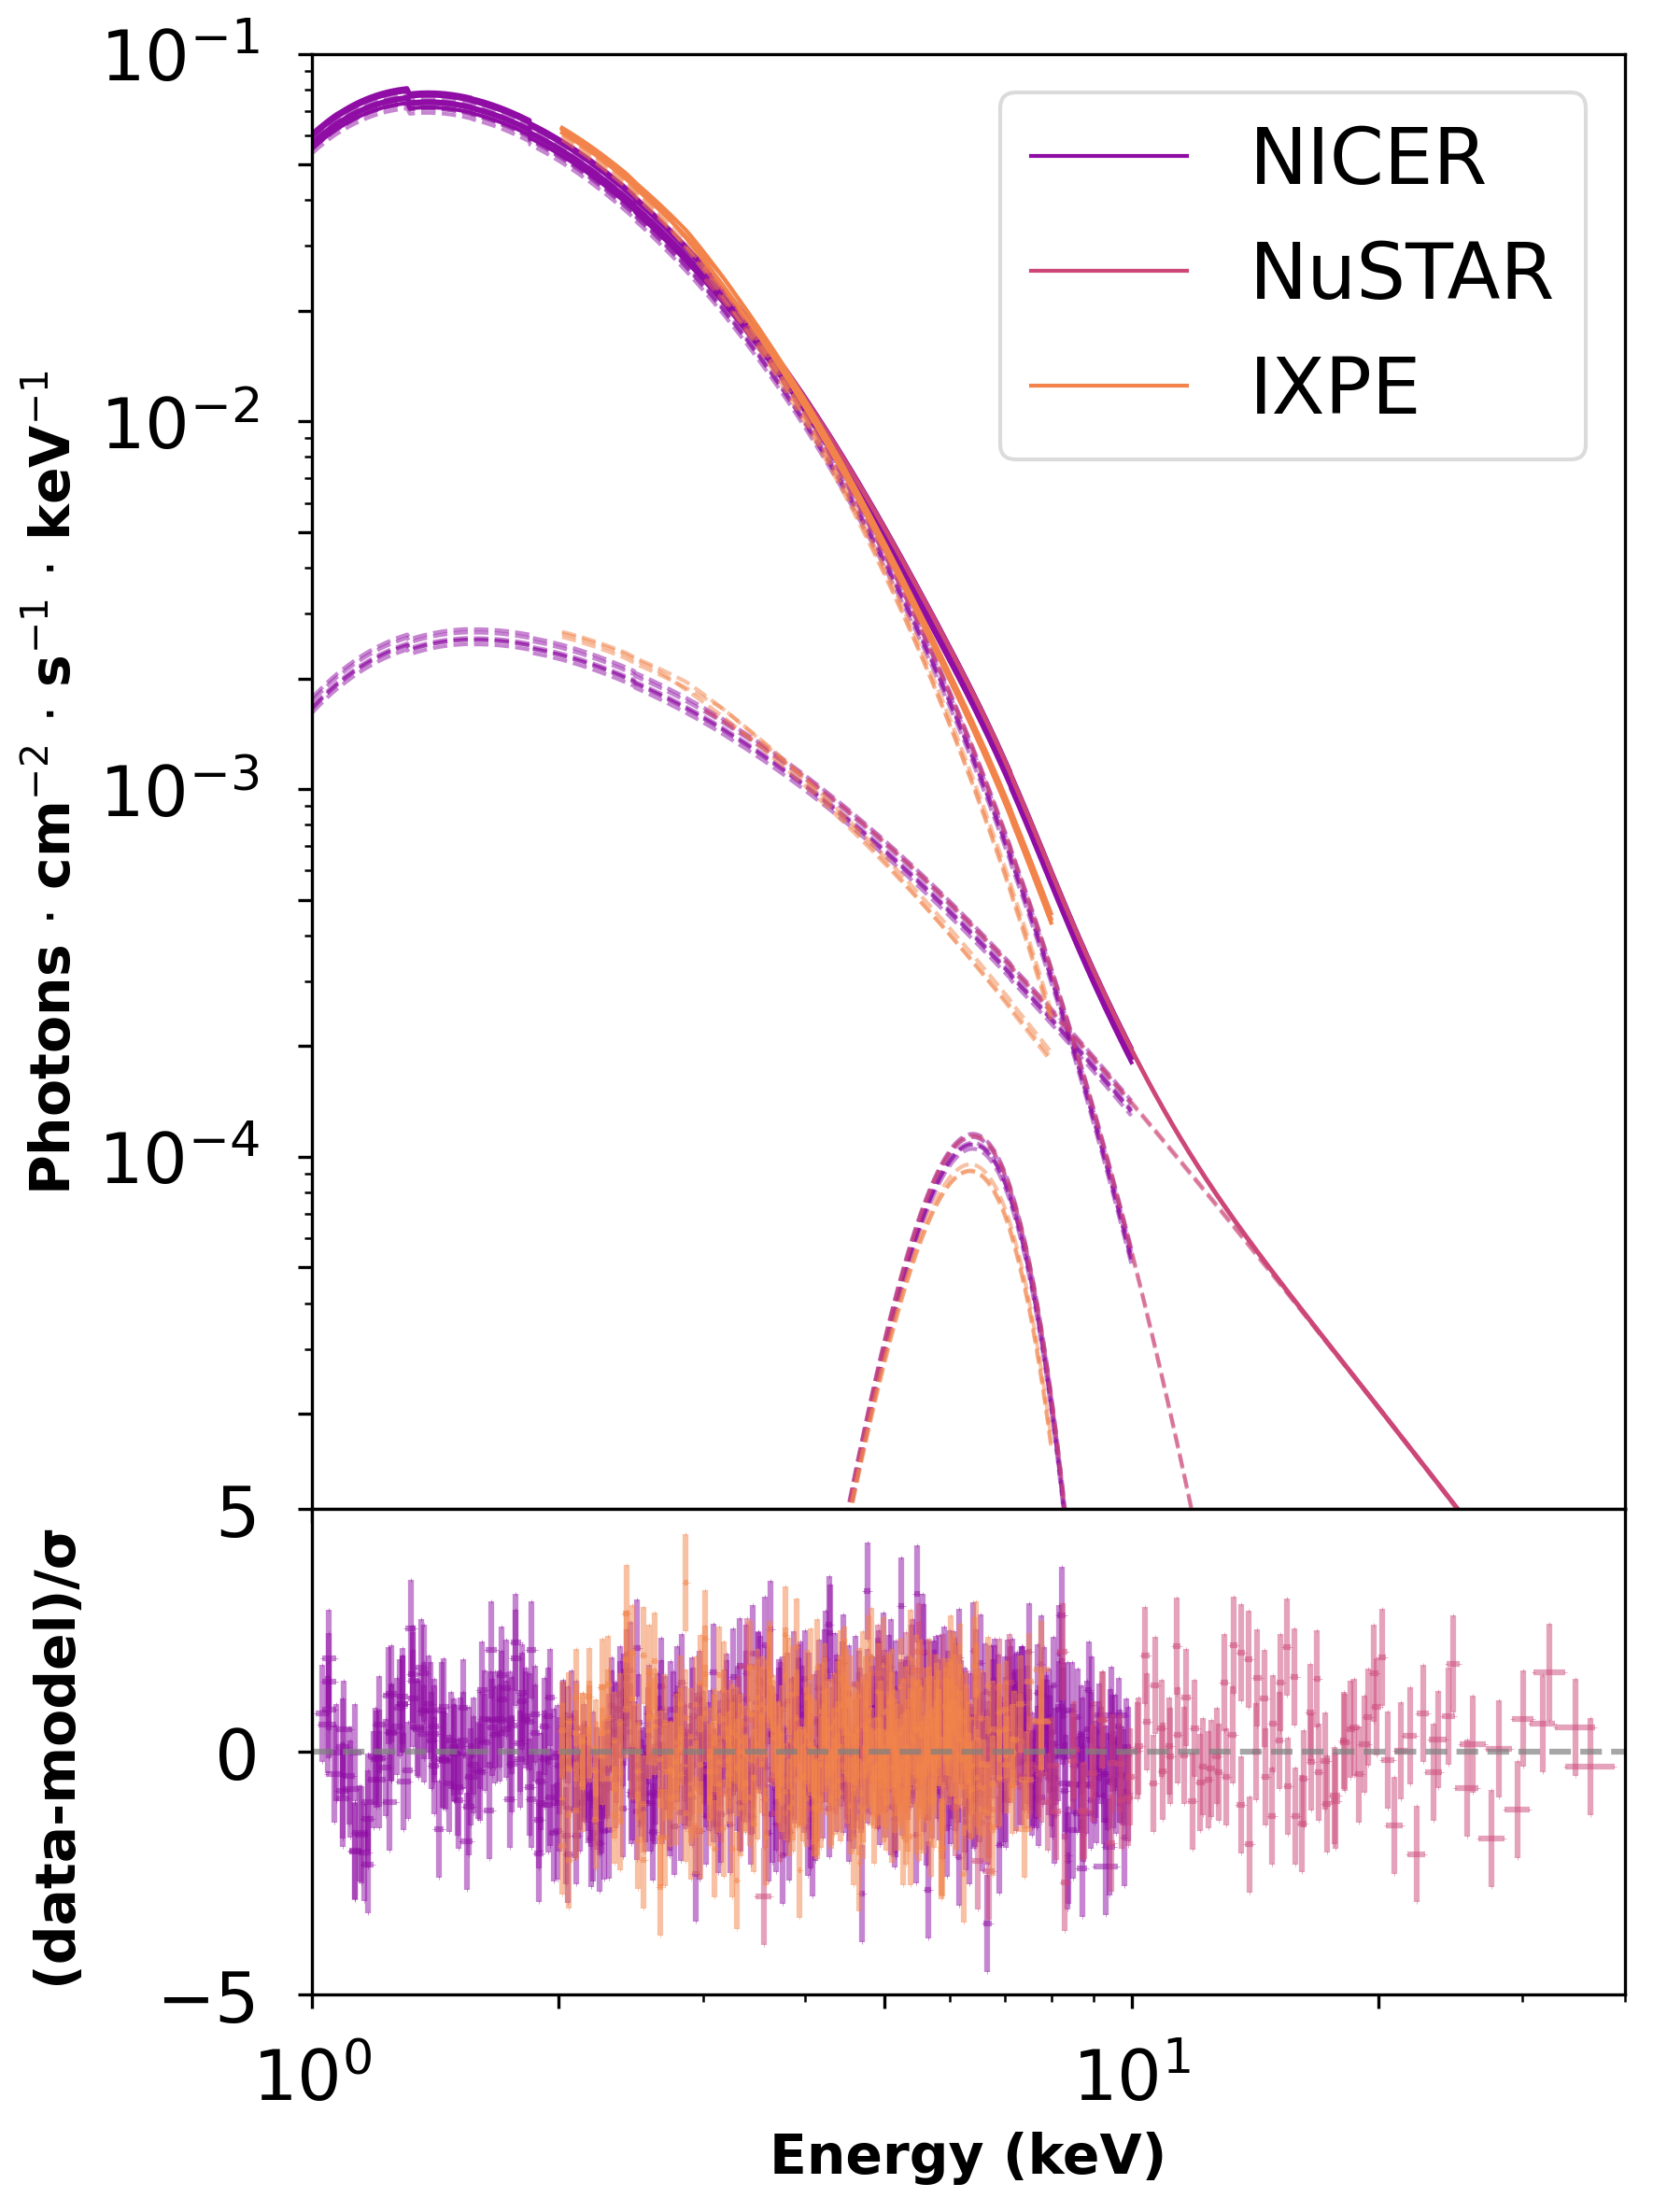 10⁻¹
10⁻²
10⁻³
10⁻⁴
Photons · cm⁻² · s⁻¹ · keV⁻¹
NICER
NuSTAR
IXPE
5
0
−5
(data-model)/σ
10⁰
10¹
Energy (keV)